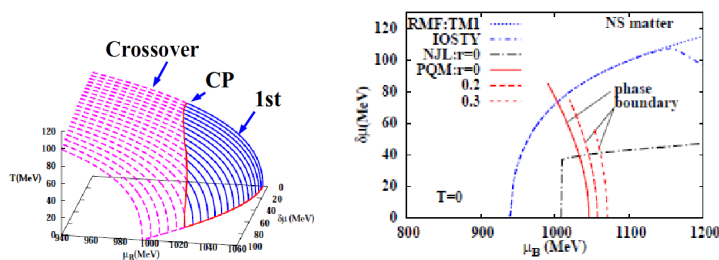 Crossover
CP
1st
T(MeV)
120
100
80
60
40
20
0
940
960
980
1000
1020
1040
1060
μB(MeV)
0
20
40
60
80
100
δμ(MeV)
RMF:TM1
IOSTY
NJL:r=0
PQM:r=0
0.2
0.3
NS matter
phase
boundary
T=0
δμ(MeV)
120
100
80
60
40
20
0
800
900
1000
1100
1200
μB (MeV)